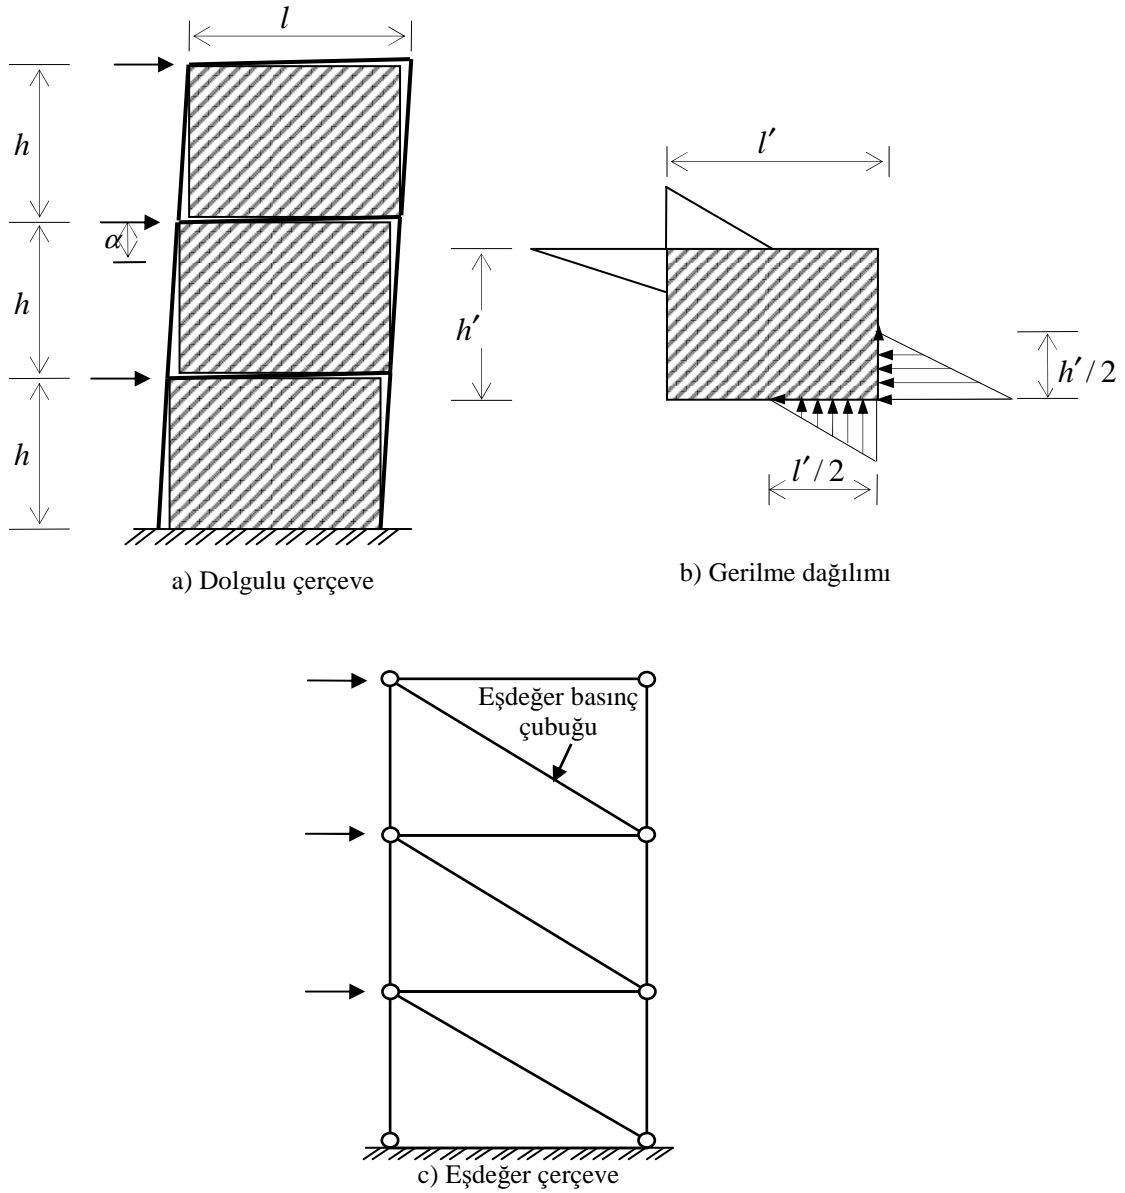 l
h
α
h
h
a) Dolgulu çerçeve
l′
h′
h′/2
l′/2
b) Gerilme dağılımı
Eşdeğer basınç
çubuğu
c) Eşdeğer çerçeve